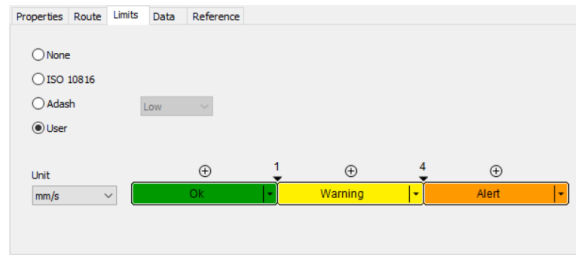 Properties Route Limits Data Reference
None
ISO 10816
Adash Low
User
Unit 1 4
mm/s Ok Warning Alert